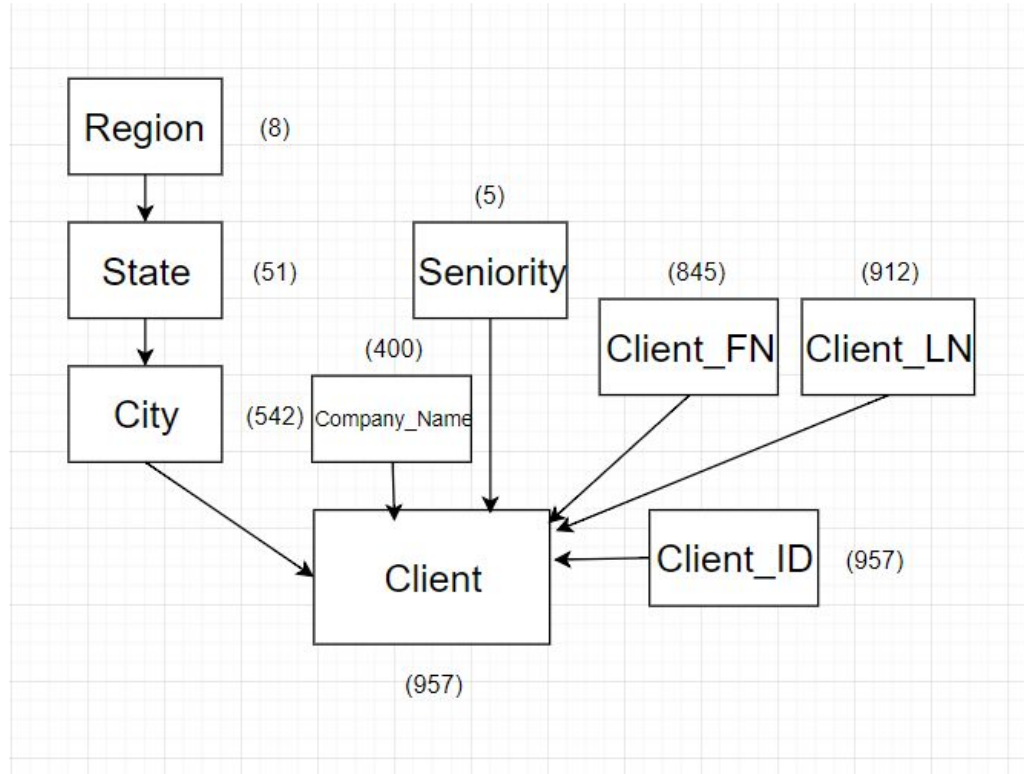 Region
(8)
(5)
State
(51)
Seniority
(845)
(912)
(400)
Client_FN
Client_LN
City
(542)
Company_Name
Client
Client_ID
(957)
(957)